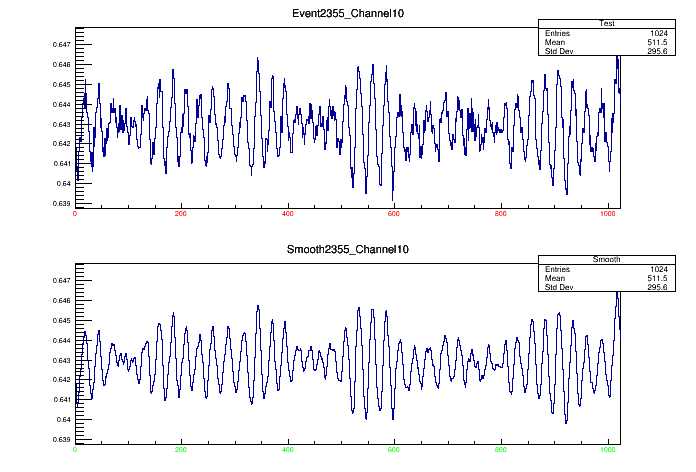 Event2355_Channel10
Test
Entries 1024
Mean 511.5
Std Dev 295.6
0.647
0.646
0.645
0.644
0.643
0.642
0.641
0.64
0.639
0 200 400 600 800 1000
Smooth2355_Channel10
Smooth
Entries 1024
Mean 511.5
Std Dev 295.6
0.647
0.646
0.645
0.644
0.643
0.642
0.641
0.64
0.639
0 200 400 600 800 1000